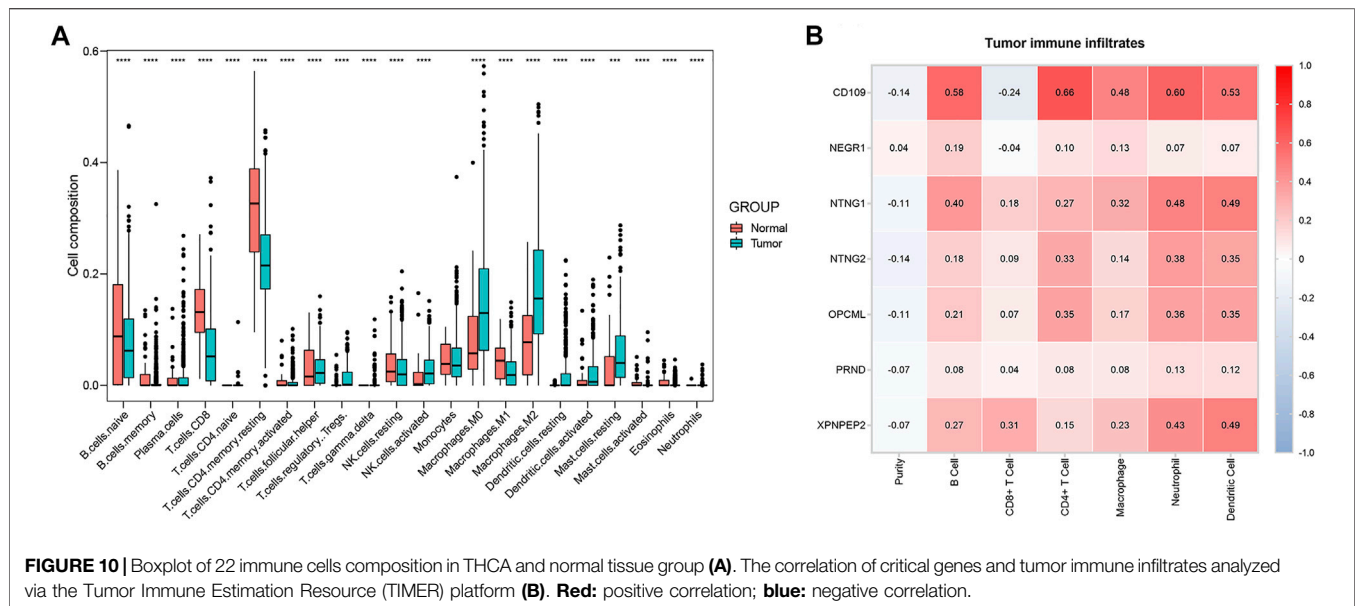 A
0.6
0.4
0.2
0.0
Cell composition
**** **** **** **** **** **** **** **** **** **** **** **** **** **** **** **** **** *** **** **** ****
B.cells.naive
B.cells.memory
Plasma.cells
T.cells.CD8
T.cells.CD4.naive
T.cells.CD4.memory.resting
T.cells.CD4.memory.activated
T.cells.follicular.helper
T.cells.regulatory..Tregs.
T.cells.gamma.delta
NK.cells.resting
NK.cells.activated
Monocytes
Macrophages.M0
Macrophages.M1
Macrophages.M2
Dendritic.cells.resting
Dendritic.cells.activated
Mast.cells.resting
Mast.cells.activated
Eosinophils
Neutrophils
GROUP
Normal
Tumor
B
Tumor immune infiltrates
CD109 -0.14 0.58 -0.24 0.66 0.48 0.60 0.53
NEGR1 0.04 0.19 -0.04 0.10 0.13 0.07 0.07
NTNG1 -0.11 0.40 0.18 0.27 0.32 0.48 0.49
NTNG2 -0.14 0.18 0.09 0.33 0.14 0.38 0.35
OPCML -0.11 0.21 0.07 0.35 0.17 0.36 0.35
PRND -0.07 0.08 0.04 0.08 0.08 0.13 0.12
XPNPEP2 -0.07 0.27 0.31 0.15 0.23 0.43 0.49
Purity
B Cell
CD8+ T Cell
CD4+ T Cell
Macrophage
Neutrophil
Dendritic Cell
1.0
0.8
0.6
0.4
0.2
0
-0.2
-0.4
-0.6
-0.8
-1.0
FIGURE 10 | Boxplot of 22 immune cells composition in THCA and normal tissue group (A). The correlation of critical genes and tumor immune infiltrates analyzed
via the Tumor Immune Estimation Resource (TIMER) platform (B). Red: positive correlation; blue: negative correlation.